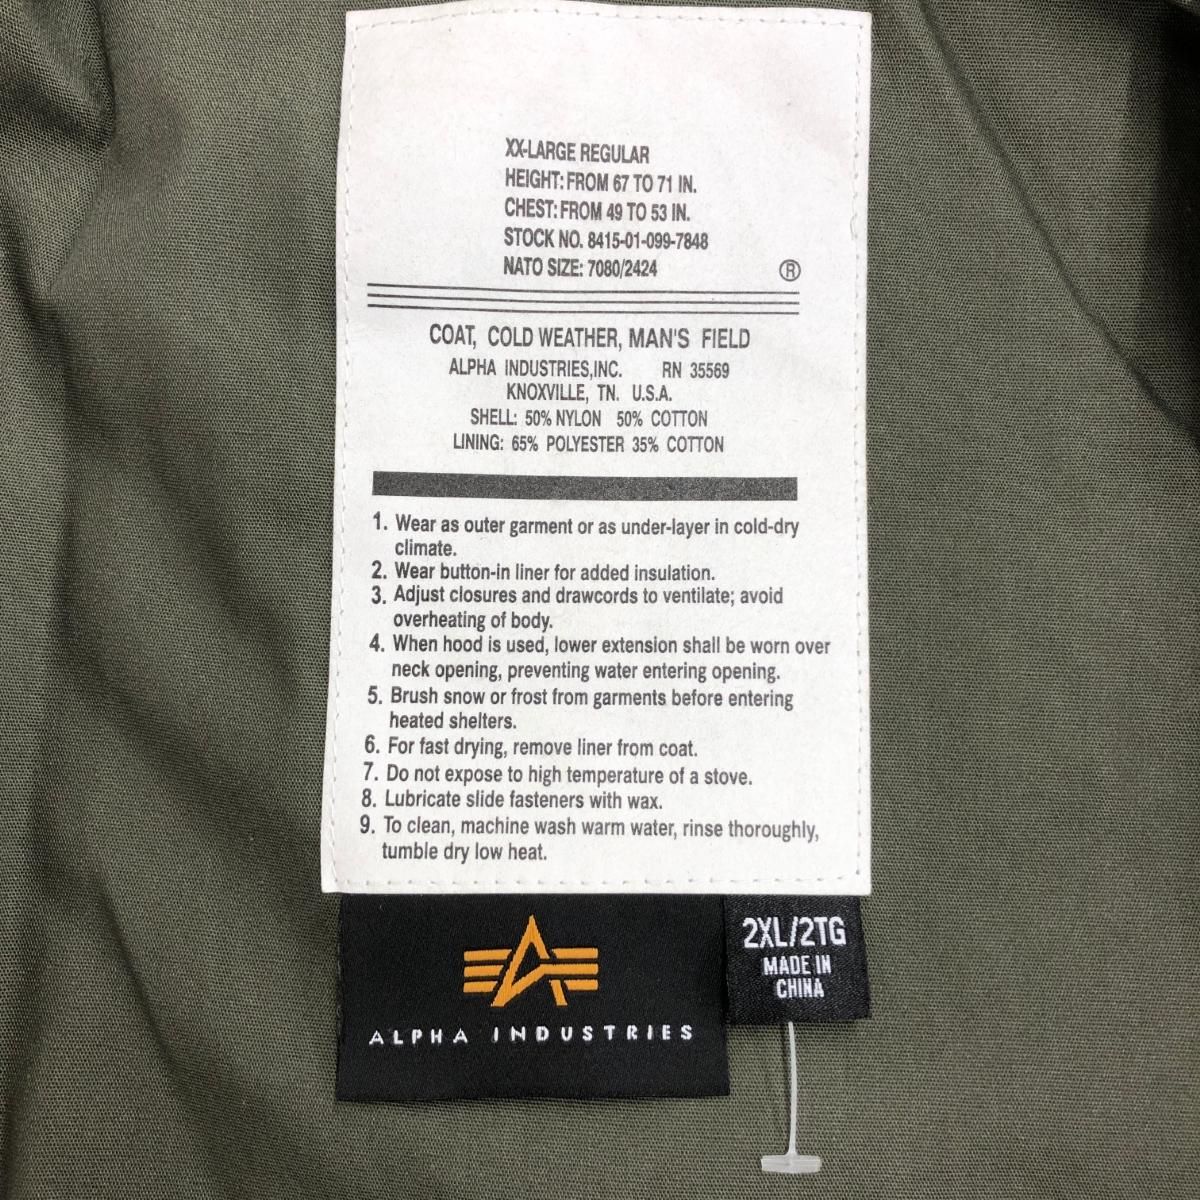 XX-LARGE REGULAR
HEIGHT: FROM 67 TO 71 IN.
CHEST: FROM 49 TO 53 IN.
STOCK NO. 8415-01-099-7848
NATO SIZE: 7080/2424
®
COAT, COLD WEATHER, MAN'S FIELD
ALPHA INDUSTRIES,INC. RN 35569
KNOXVILLE, TN. U.S.A.
SHELL: 50% NYLON 50% COTTON
LINING: 65% POLYESTER 35% COTTON
1. Wear as outer garment or as under-layer in cold-dry
climate.
2. Wear button-in liner for added insulation.
3. Adjust closures and drawcords to ventilate; avoid
overheating of body.
4. When hood is used, lower extension shall be worn over
neck opening, preventing water entering opening.
5. Brush snow or frost from garments before entering
heated shelters.
6. For fast drying, remove liner from coat.
7. Do not expose to high temperature of a stove.
8. Lubricate slide fasteners with wax.
9. To clean, machine wash warm water, rinse thoroughly,
tumble dry low heat.
ALPHA INDUSTRIES
2XL/2TG
MADE IN
CHINA